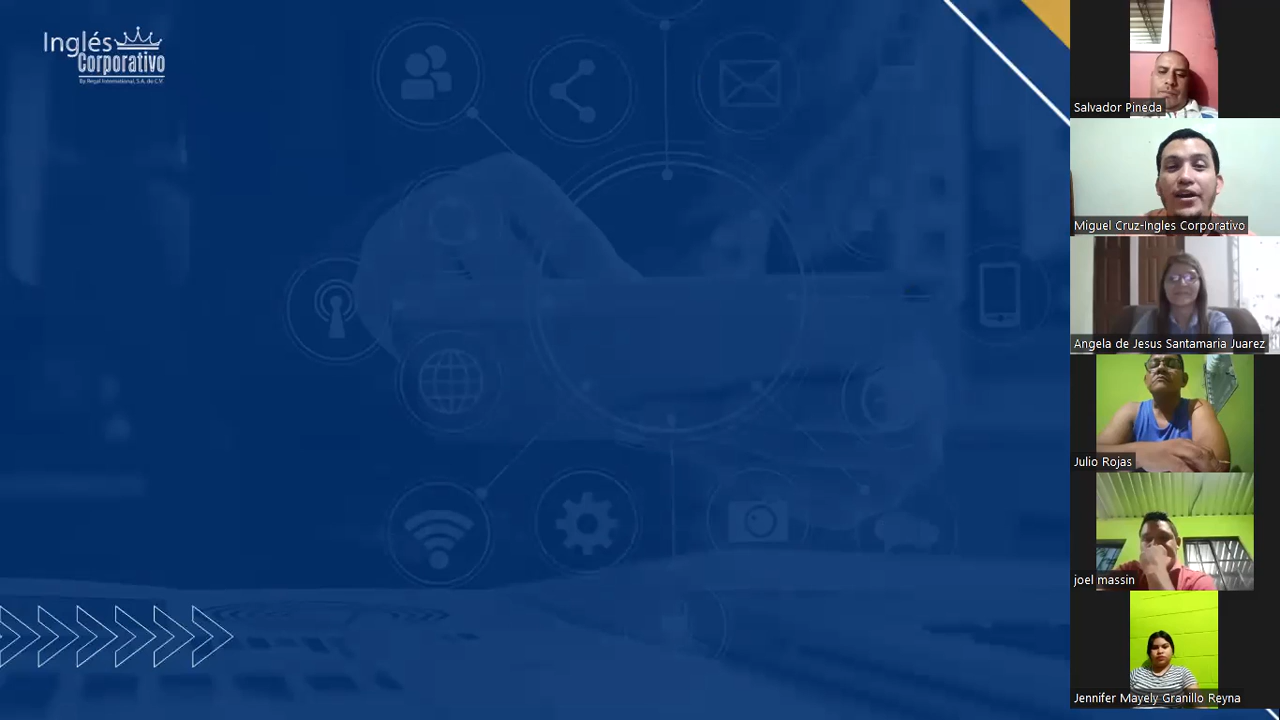 Inglés
Corporativo
By Regal International, S.A. de C.V.
Salvador Pineda
Miguel Cruz-Ingles Corporativo
Angela de Jesus Santamaria Juarez
Julio Rojas
joel massin
Jennifer Mayely Granillo Reyna